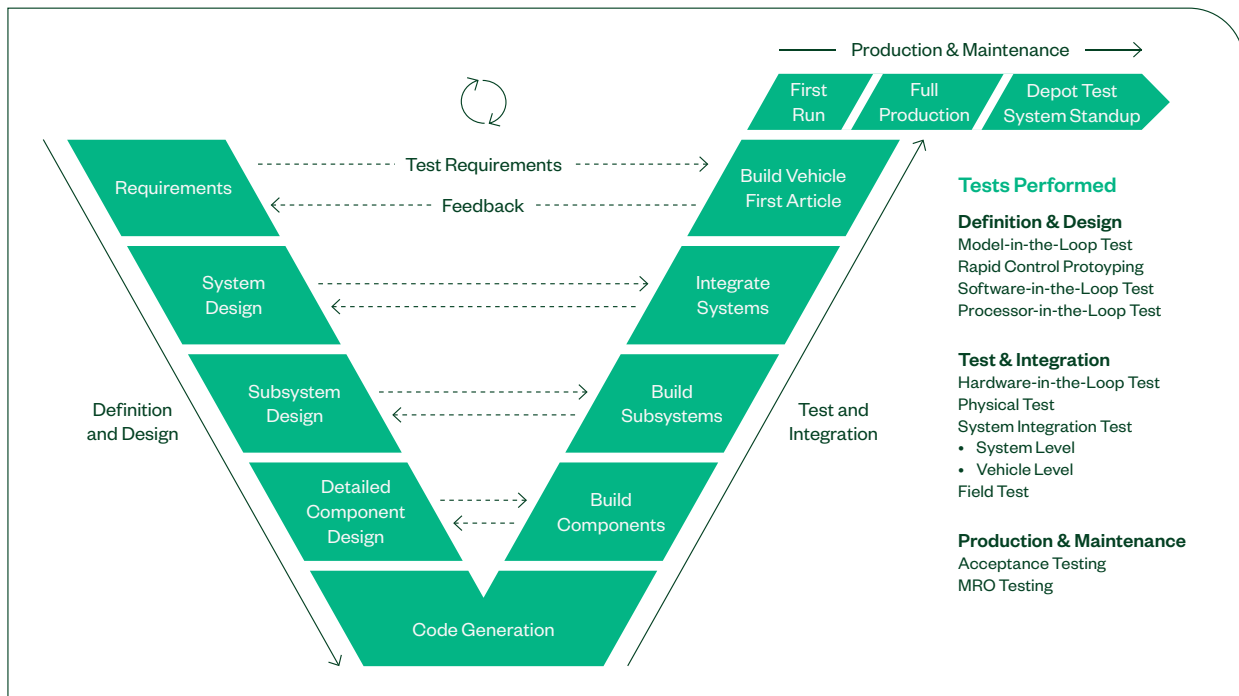 Production & Maintenance
First
Run
Full
Production
Depot Test
System Standup
Requirements
Test Requirements
Feedback
Build Vehicle
First Article
System
Design
Integrate
Systems
Subsystem
Design
Build
Subsystems
Definition
and Design
Test and
Integration
Detailed
Component
Design
Build
Components
Code Generation
Tests Performed
Definition & Design
Model-in-the-Loop Test
Rapid Control Protoyping
Software-in-the-Loop Test
Processor-in-the-Loop Test
Test & Integration
Hardware-in-the-Loop Test
Physical Test
System Integration Test
• System Level
• Vehicle Level
Field Test
Production & Maintenance
Acceptance Testing
MRO Testing